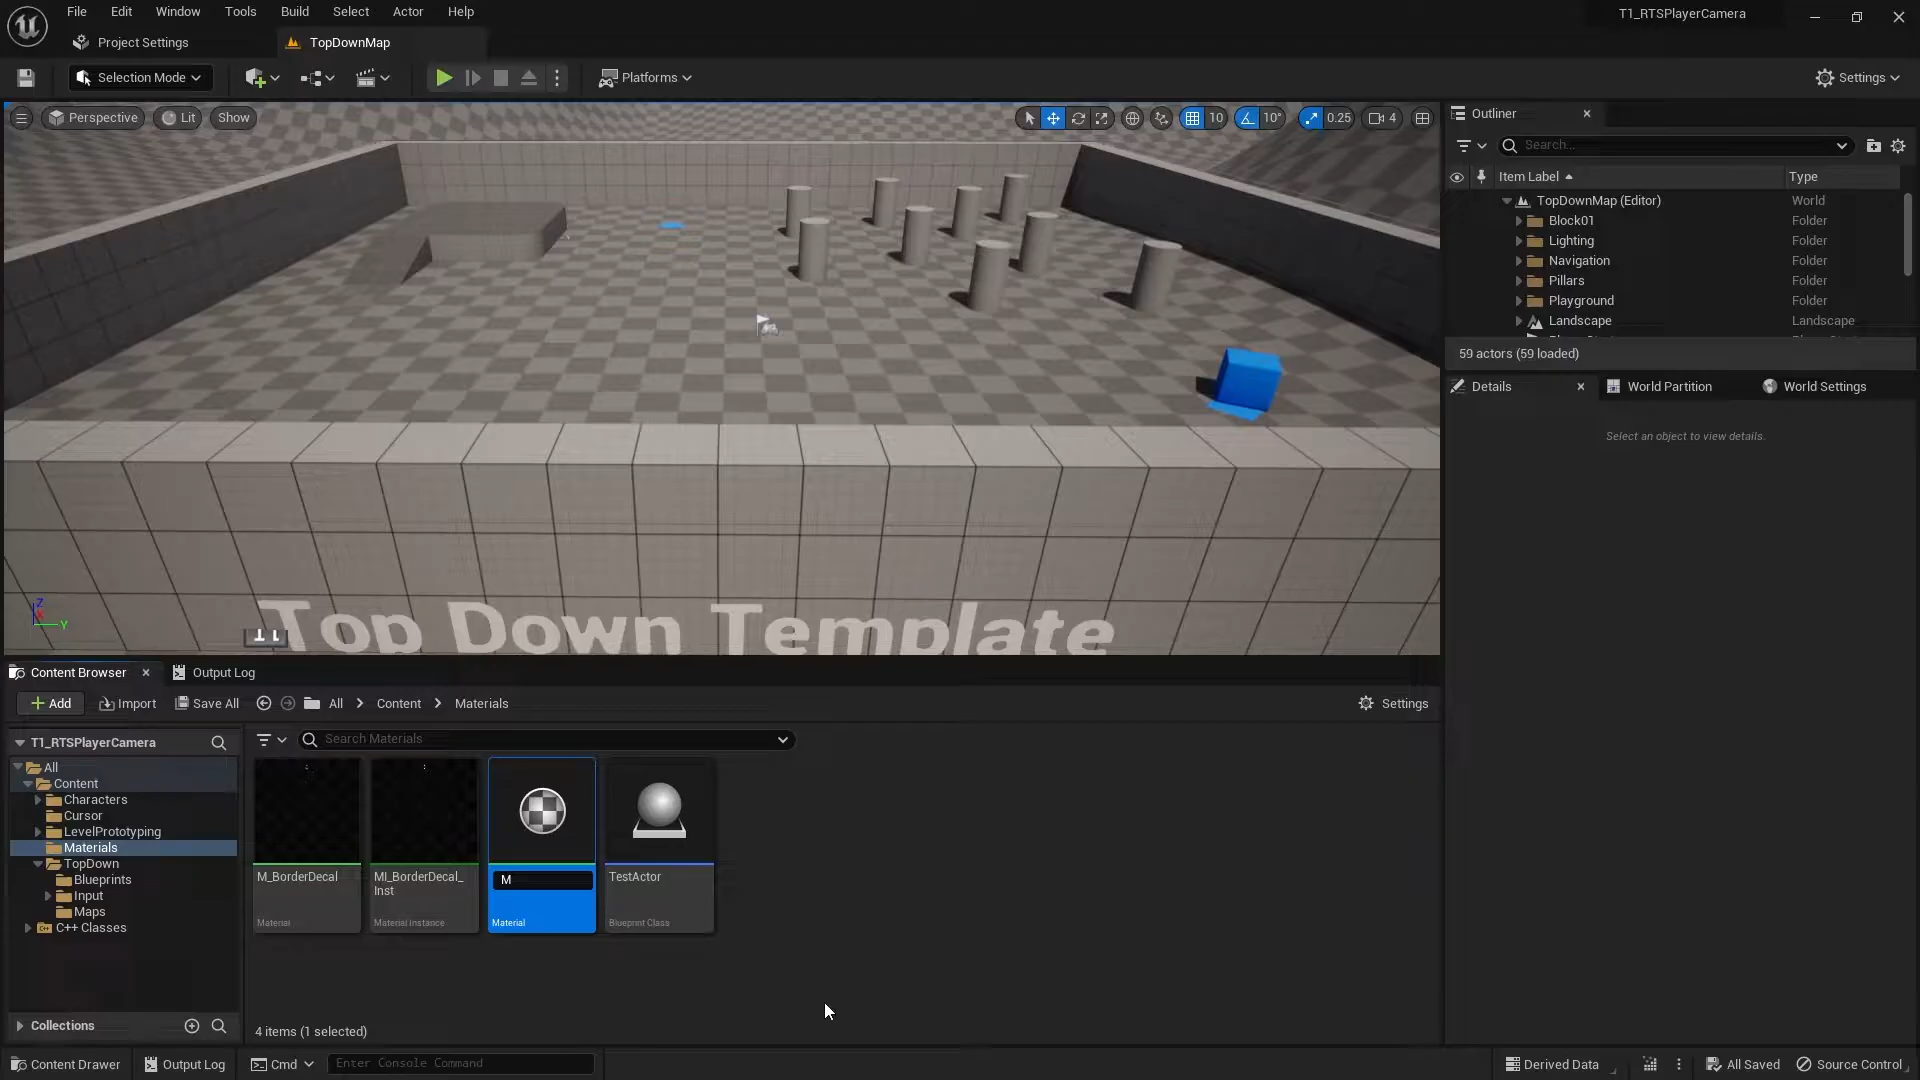 File Edit Window Tools Build Select Actor Help T1_RTSPlayerCamera
Project Settings TopDownMap
Selection Mode Platforms Settings
Perspective Lit Show 10 10° 0.25 4
Outliner
Search...
Item Label Type
TopDownMap (Editor) World
Block01 Folder
Lighting Folder
Navigation Folder
Pillars Folder
Playground Folder
Landscape Landscape
59 actors (59 loaded)
Details World Partition World Settings
Select an object to view details.
Z
Y
Top Down Template
Content Browser Output Log
Add Import Save All All Content Materials Settings
T1_RTSPlayerCamera
Search Materials
All
Content
Characters
Cursor
LevelPrototyping
Materials
TopDown
Blueprints
Input
Maps
C++ Classes
M_BorderDecal
Material
MI_BorderDecal_
Inst
Material Instance
M
Material
TestActor
Blueprint Class
Collections
4 items (1 selected)
Content Drawer Output Log Cmd Enter Console Command Derived Data All Saved Source Control